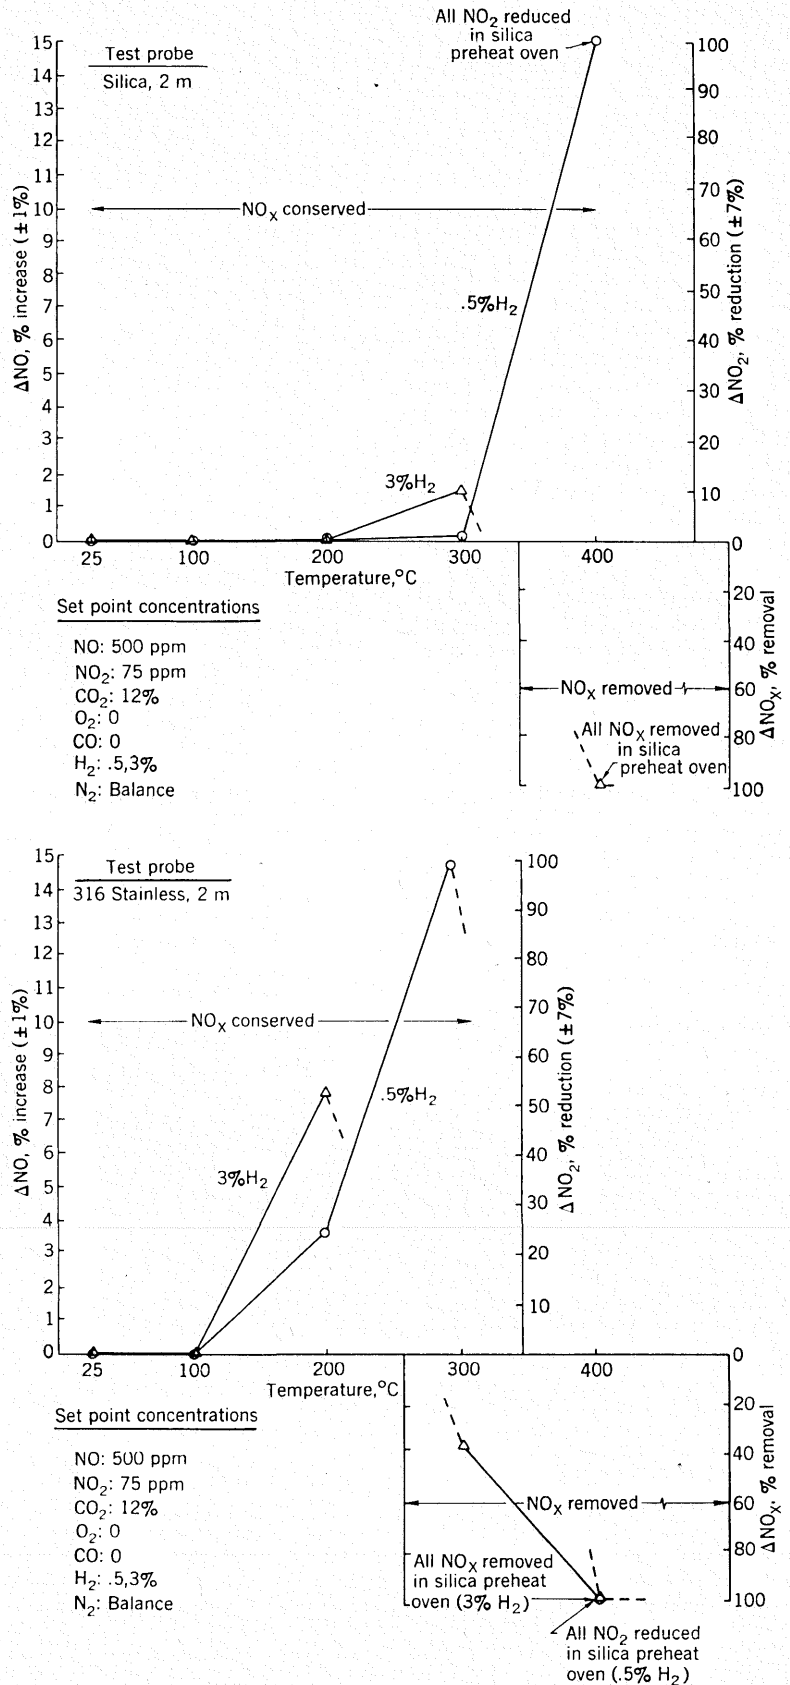 All NO₂ reduced
in silica
preheat oven
Test probe
Silica, 2 m
15
14
13
12
11
10
9
8
7
6
5
4
3
2
1
0
ΔNO, % increase (±1%)
100
90
80
70
60
50
40
30
20
10
0
ΔNO₂, % reduction (±7%)
NOₓ conserved
.5%H₂
3%H₂
25
100
200
300
400
Temperature,°C
Set point concentrations
NO: 500 ppm
NO₂: 75 ppm
CO₂: 12%
O₂: 0
CO: 0
H₂: .5,3%
N₂: Balance
20
40
60
80
100
ΔNOₓ, % removal
NOₓ removed
All NOₓ removed
in silica
preheat oven
Test probe
316 Stainless, 2 m
15
14
13
12
11
10
9
8
7
6
5
4
3
2
1
0
ΔNO, % increase (±1%)
100
90
80
70
60
50
40
30
20
10
ΔNO₂, % reduction (±7%)
NOₓ conserved
.5%H₂
3%H₂
25
100
200
300
400
Temperature,°C
Set point concentrations
NO: 500 ppm
NO₂: 75 ppm
CO₂: 12%
O₂: 0
CO: 0
H₂: .5,3%
N₂: Balance
0
20
40
60
80
100
ΔNOₓ, % removal
NOₓ removed
All NOₓ removed
in silica preheat
oven (3% H₂)
All NO₂ reduced
in silica preheat
oven (.5% H₂)